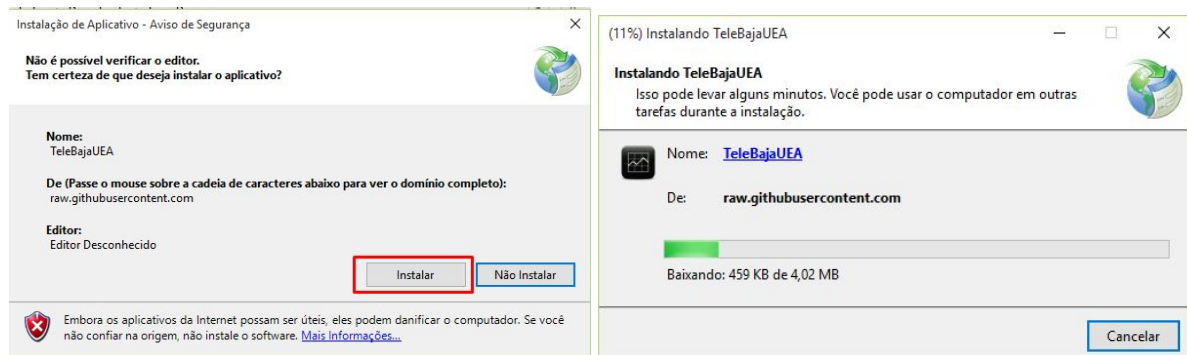 Instalação de Aplicativo - Aviso de Segurança
Não é possível verificar o editor.
Tem certeza de que deseja instalar o aplicativo?
Nome:
TeleBajaUEA
De (Passe o mouse sobre a cadeia de caracteres abaixo para ver o domínio completo):
raw.githubusercontent.com
Editor:
Editor Desconhecido
Instalar
Não Instalar
Embora os aplicativos da Internet possam ser úteis, eles podem danificar o computador. Se você
não confiar na origem, não instale o software. Mais Informações...
(11%) Instalando TeleBajaUEA
Instalando TeleBajaUEA
Isso pode levar alguns minutos. Você pode usar o computador em outras
tarefas durante a instalação.
Nome: TeleBajaUEA
De: raw.githubusercontent.com
Baixando: 459 KB de 4,02 MB
Cancelar